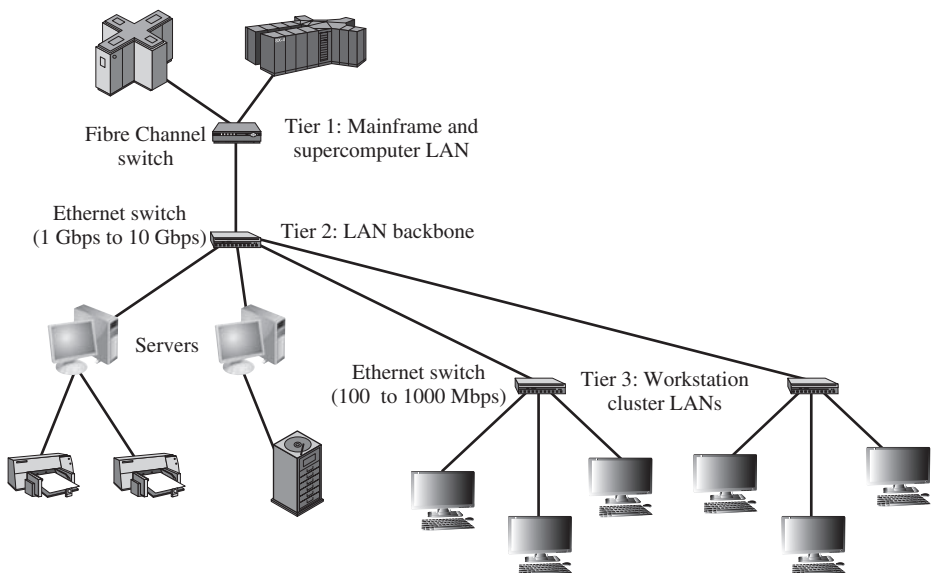 Fibre Channel
switch
Tier 1: Mainframe and
supercomputer LAN
Ethernet switch
(1 Gbps to 10 Gbps)
Tier 2: LAN backbone
Servers
Ethernet switch
(100 to 1000 Mbps)
Tier 3: Workstation
cluster LANs